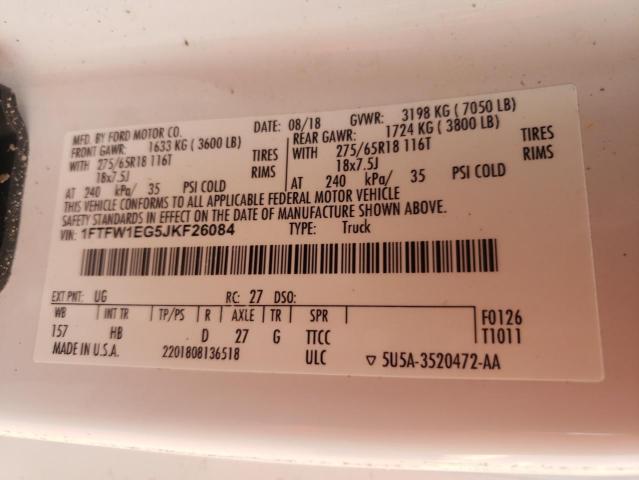 MFD. BY FORD MOTOR CO.
DATE: 08/18 GVWR: 3198 KG ( 7050 LB)
FRONT GAWR: 1633 KG ( 3600 LB) REAR GAWR: 1724 KG ( 3800 LB)
WITH 275/65R18 116T TIRES WITH 275/65R18 116T TIRES
18x7.5J RIMS 18x7.5J RIMS
AT 240 kPa/ 35 PSI COLD AT 240 kPa/ 35 PSI COLD
THIS VEHICLE CONFORMS TO ALL APPLICABLE FEDERAL MOTOR VEHICLE
SAFETY STANDARDS IN EFFECT ON THE DATE OF MANUFACTURE SHOWN ABOVE.
VIN: 1FTFW1EG5JKF26084 TYPE: Truck
EXT PNT: UG RC: 27 DSO:
WB INT TR TP/PS R AXLE TR SPR F0126
157 HB D 27 G TTCC T1011
MADE IN U.S.A. 2201808136518 ULC ▽ 5U5A-3520472-AA